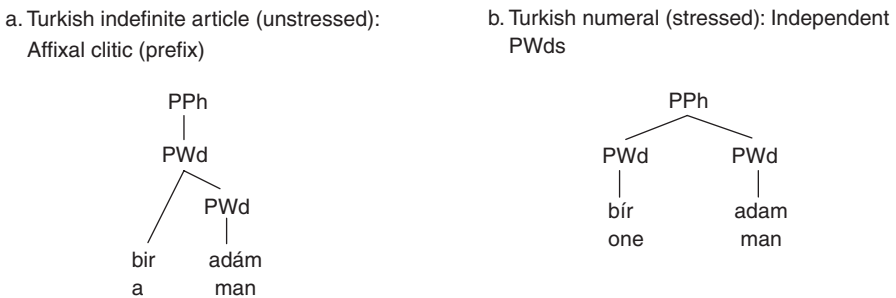 a. Turkish indefinite article (unstressed):
Affixal clitic (prefix)
PPh
PWd
PWd
bir adám
a man
b. Turkish numeral (stressed): Independent
PWds
PPh
PWd PWd
bír adam
one man